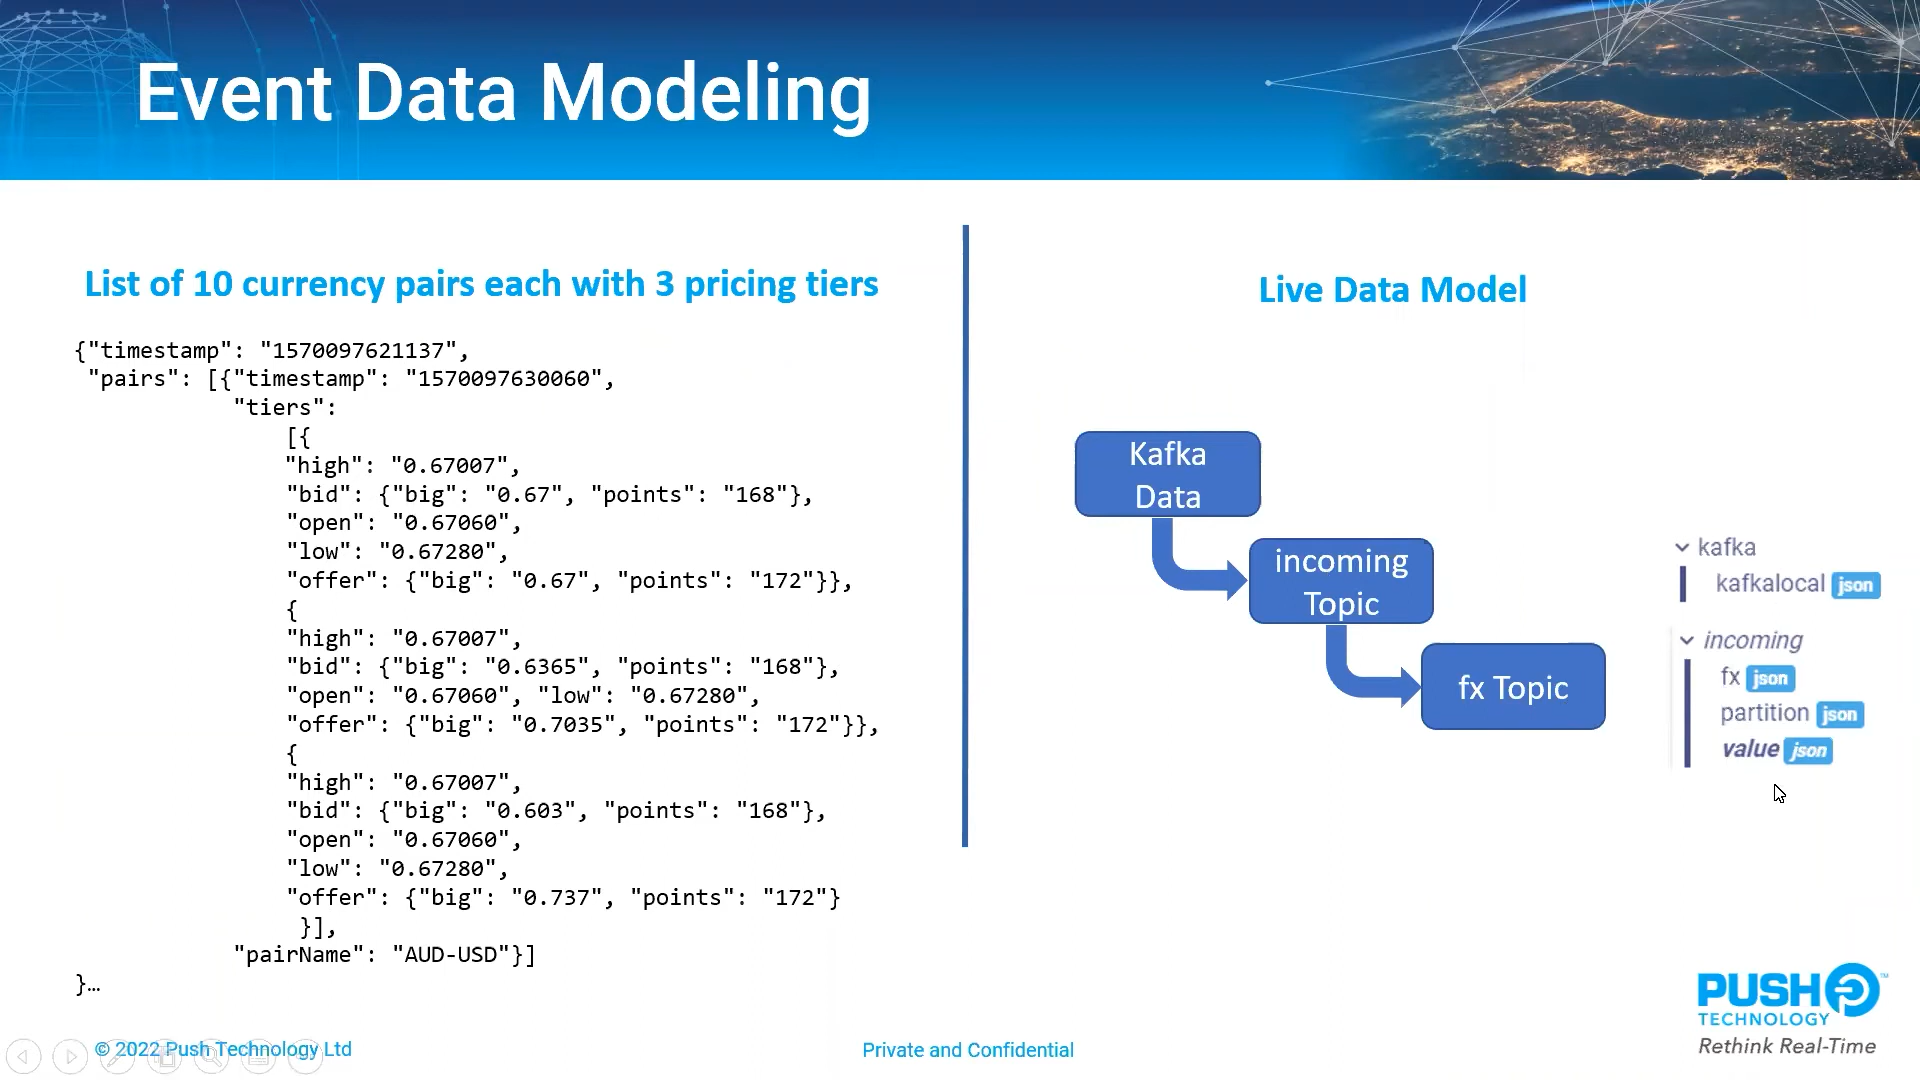 Event Data Modeling
List of 10 currency pairs each with 3 pricing tiers
{"timestamp": "1570097621137",
"pairs": [{"timestamp": "1570097630060",
"tiers":
[{
"high": "0.67007",
"bid": {"big": "0.67", "points": "168"},
"open": "0.67060",
"low": "0.67280",
"offer": {"big": "0.67", "points": "172"}},
{
"high": "0.67007",
"bid": {"big": "0.6365", "points": "168"},
"open": "0.67060", "low": "0.67280",
"offer": {"big": "0.7035", "points": "172"}},
{
"high": "0.67007",
"bid": {"big": "0.603", "points": "168"},
"open": "0.67060",
"low": "0.67280",
"offer": {"big": "0.737", "points": "172"}
}],
"pairName": "AUD-USD"}]
}…
Live Data Model
Kafka
Data
incoming
Topic
fx Topic
kafka
kafkalocal json
incoming
fx json
partition json
value json
PUSH ™
TECHNOLOGY
Rethink Real-Time
© 2022 Push Technology Ltd
Private and Confidential